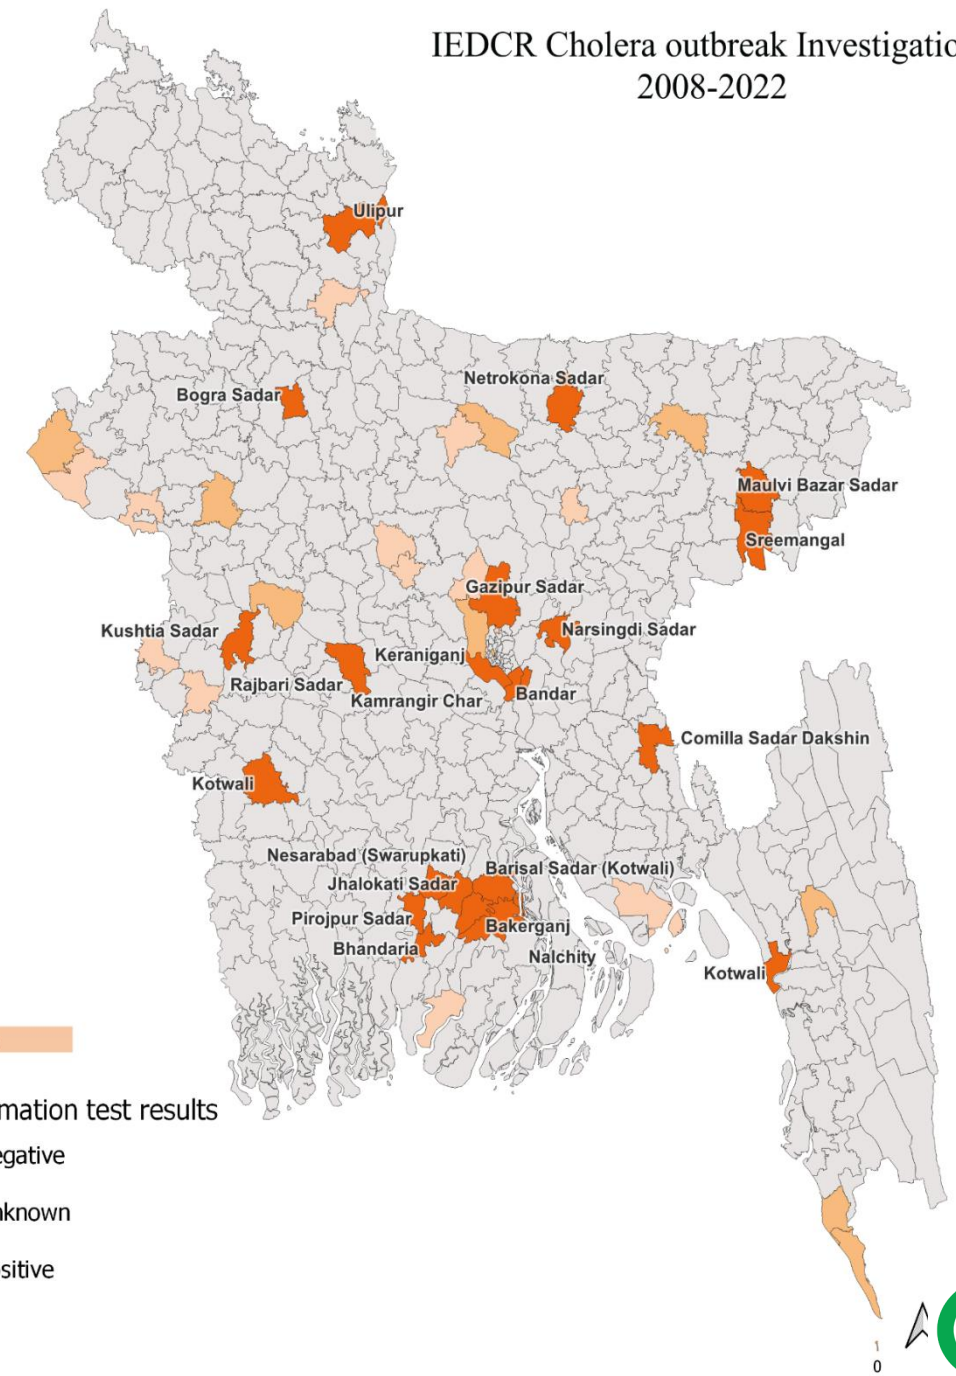 IEDCR Cholera outbreak Investigatio
2008-2022
Ulipur
Netrokona Sadar
Bogra Sadar
Maulvi Bazar Sadar
Sreemangal
Gazipur Sadar
Kushtia Sadar
Narsingdi Sadar
Keraniganj
Rajbari Sadar
Bandar
Kamrangir Char
Comilla Sadar Dakshin
Kotwali
Nesarabad (Swarupkati)
Barisal Sadar (Kotwali)
Jhalokati Sadar
Pirojpur Sadar
Bakerganj
Bhandaria
Nalchity
Kotwali
mation test results
egative
nknown
sitive
0